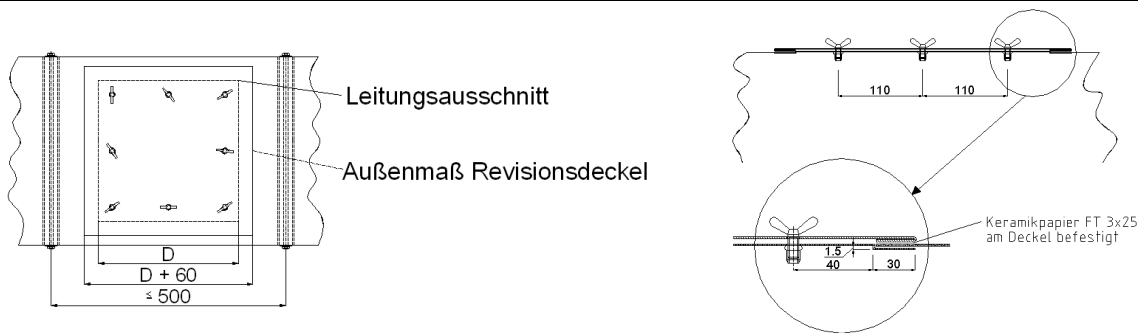 Leitungsausschnitt
Außenmaß Revisionsdeckel
D
D + 60
≤ 500
110
110
Keramikpapier FT 3x25
am Deckel befestigt
1.5
40
30